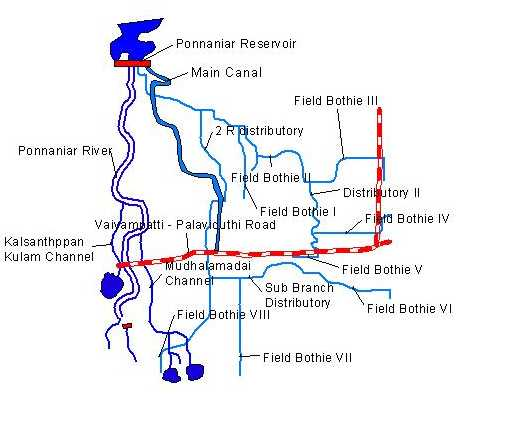 Ponnaniar Reservoir
Main Canal
Field Bothie III
2 R distributory
Ponnaniar River
Field Bothie II
Distributory II
Field Bothie I
Field Bothie IV
Vaiyampatti - Palaviduthi Road
Kalsanthppan
Kulam Channel
Mudhalamadai
Channel
Field Bothie V
Sub Branch
Distributory
Field Bothie VI
Field Bothie VIII
Field Bothie VII